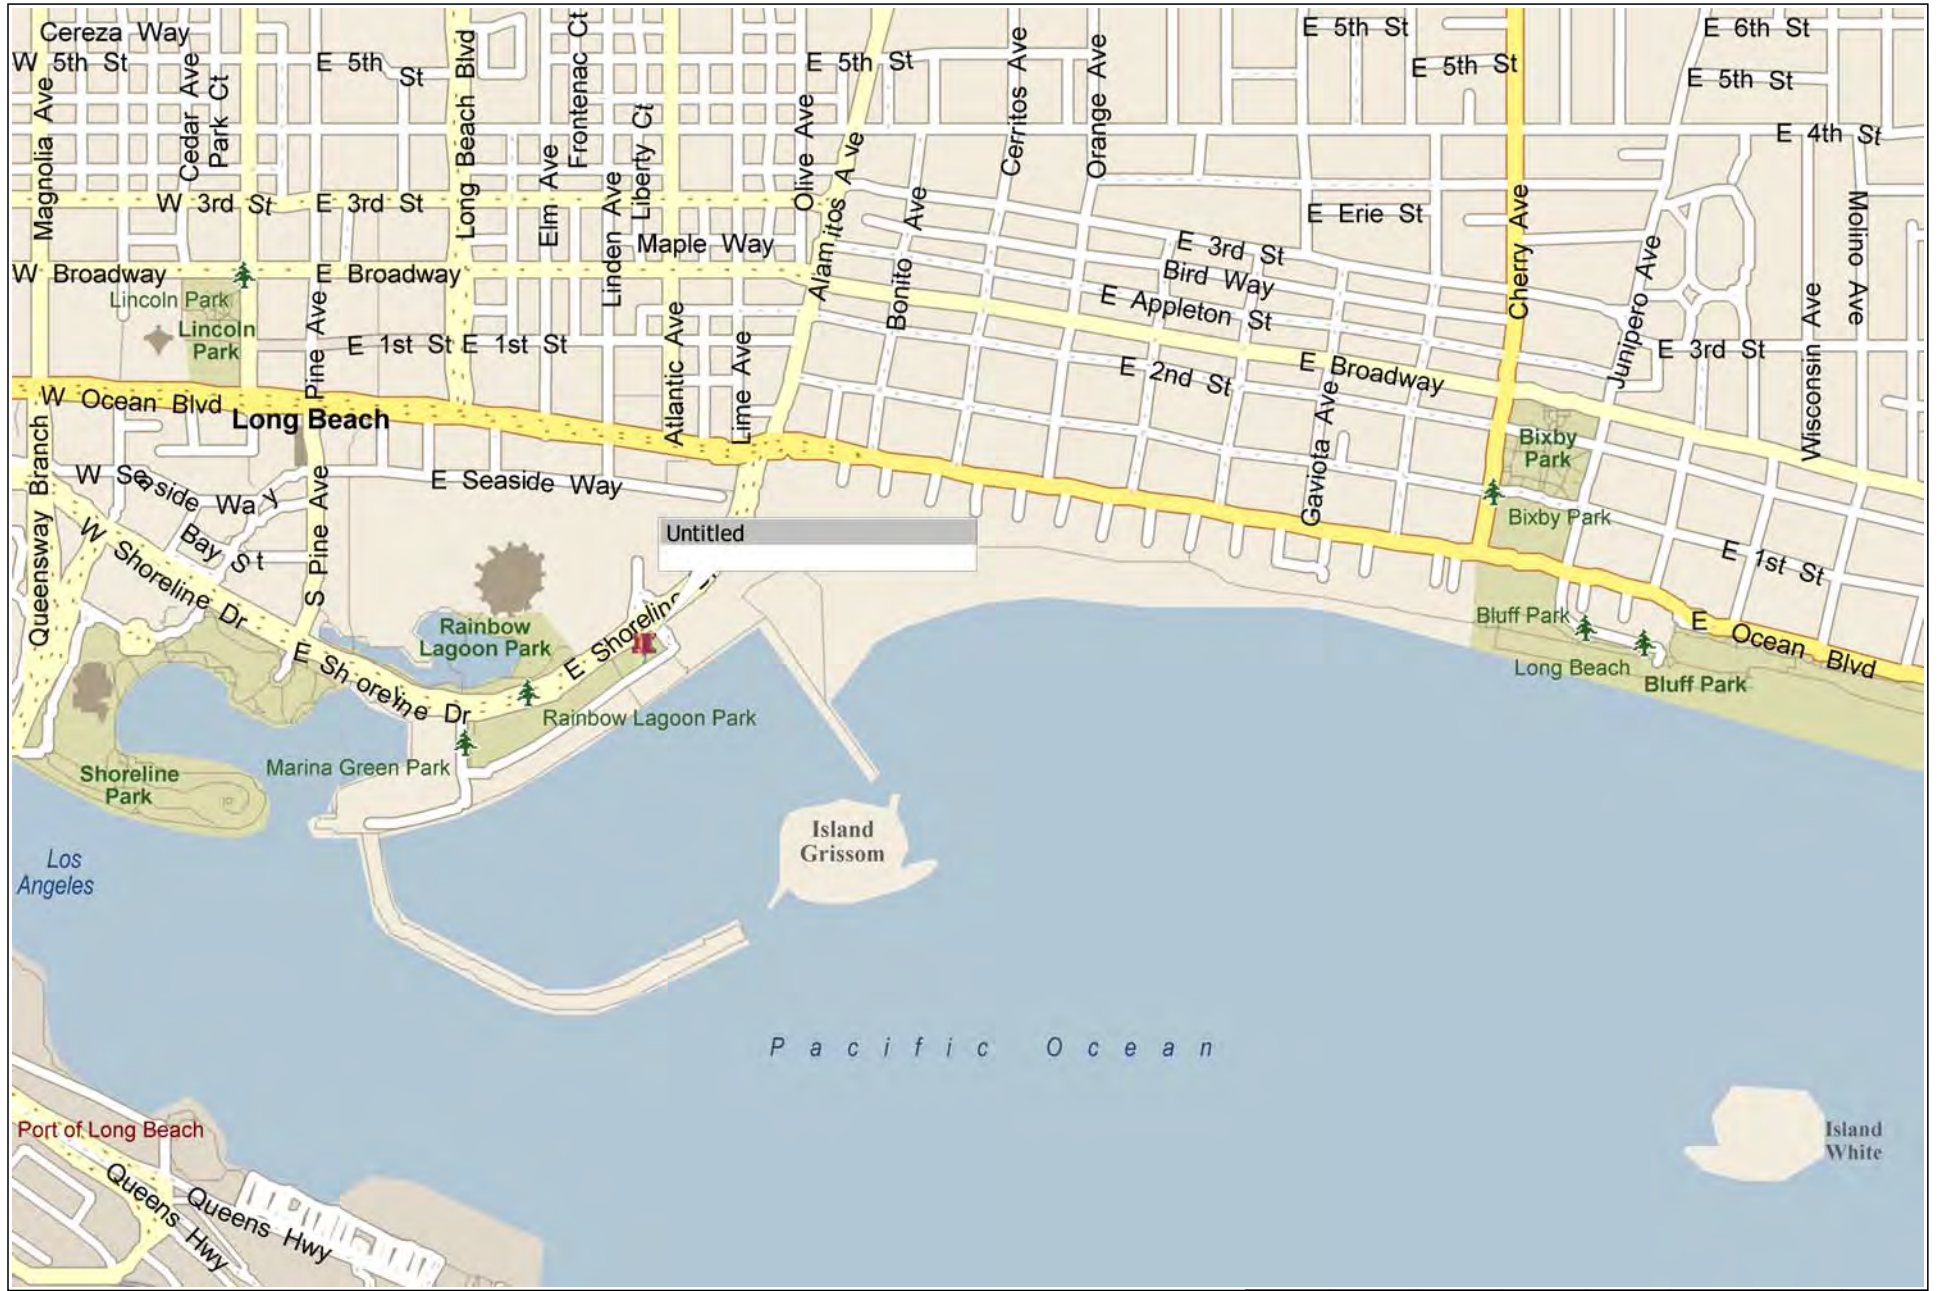 Cereza Way
W 5th St
E 5th St
E 5th St
E 5th St
E 5th St
E 6th St
E 5th St
E 4th St
Magnolia Ave
Cedar Ave
Park Ct
Long Beach Blvd
Frontenac Ct
Elm Ave
Linden Ave
Liberty Ct
Olive Ave
Alamitos Ave
Bonito Ave
Cerritos Ave
Orange Ave
Cherry Ave
Junipero Ave
Molino Ave
Wisconsin Ave
W 3rd St
E 3rd St
Maple Way
E Erie St
E 3rd St
Bird Way
E Appleton St
W Broadway
E Broadway
Lincoln Park
Lincoln
Park
Pine Ave
E 1st St
E 1st St
Atlantic Ave
Lime Ave
E 2nd St
E Broadway
E 3rd St
Gaviota Ave
W Ocean Blvd
Long Beach
Queensway Branch
W Seaside Way
E Seaside Way
Bay St
S Pine Ave
W Shoreline Dr
Bixby
Park
Bixby Park
E 1st St
Untitled
Rainbow
Lagoon Park
E Shoreline
E Shoreline Dr
Rainbow Lagoon Park
Marina Green Park
Shoreline
Park
Bluff Park
Long Beach
Bluff Park
E Ocean Blvd
Island
Grissom
Los
Angeles
Pacific Ocean
Port of Long Beach
Queens Hwy
Queens Hwy
Island
White